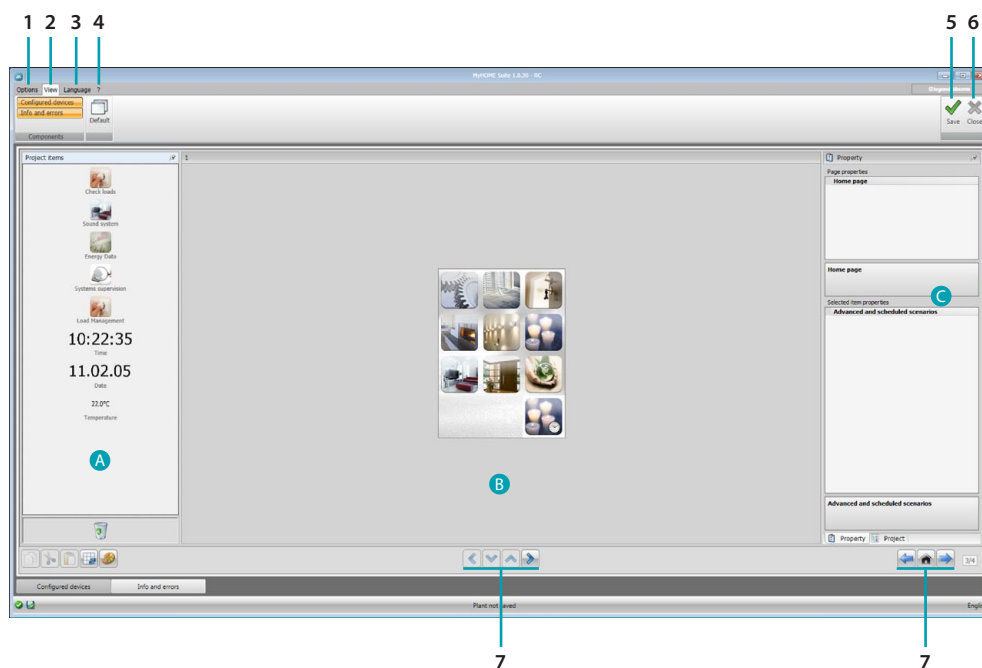 1 2 3 4 5 6
MyHOME Suite 1.0.36 - RC
Options View Language ?
Configured devices
Info and errors
Default
Save Close
Components
Project items
1
Property
Page properties
Home page
Check loads
Sound system
Energy Data
Systems supervision
Load Management
10:22:35
Time
11.02.05
Date
22.0°C
Temperature
A
B
Home page
C
Selected item properties
Advanced and scheduled scenarios
Advanced and scheduled scenarios
Property Project
3/4
Configured devices Info and errors
Plant not saved
Englis
7 7